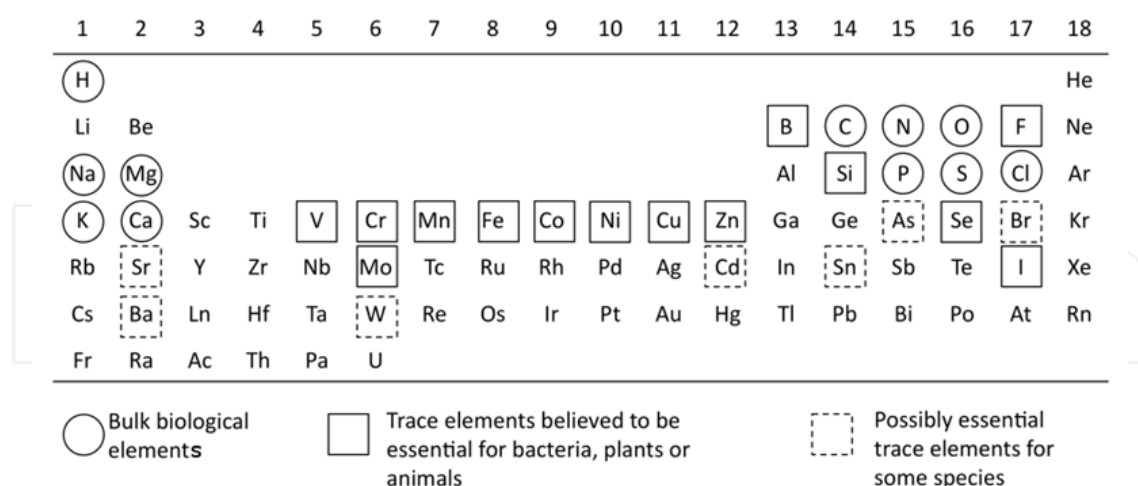 1 2 3 4 5 6 7 8 9 10 11 12 13 14 15 16 17 18
H He
Li Be B C N O F Ne
Na Mg Al Si P S Cl Ar
K Ca Sc Ti V Cr Mn Fe Co Ni Cu Zn Ga Ge As Se Br Kr
Rb Sr Y Zr Nb Mo Tc Ru Rh Pd Ag Cd In Sn Sb Te I Xe
Cs Ba Ln Hf Ta W Re Os Ir Pt Au Hg Tl Pb Bi Po At Rn
Fr Ra Ac Th Pa U
Bulk biological
elements
Trace elements believed to be
essential for bacteria, plants or
animals
Possibly essential
trace elements for
some species